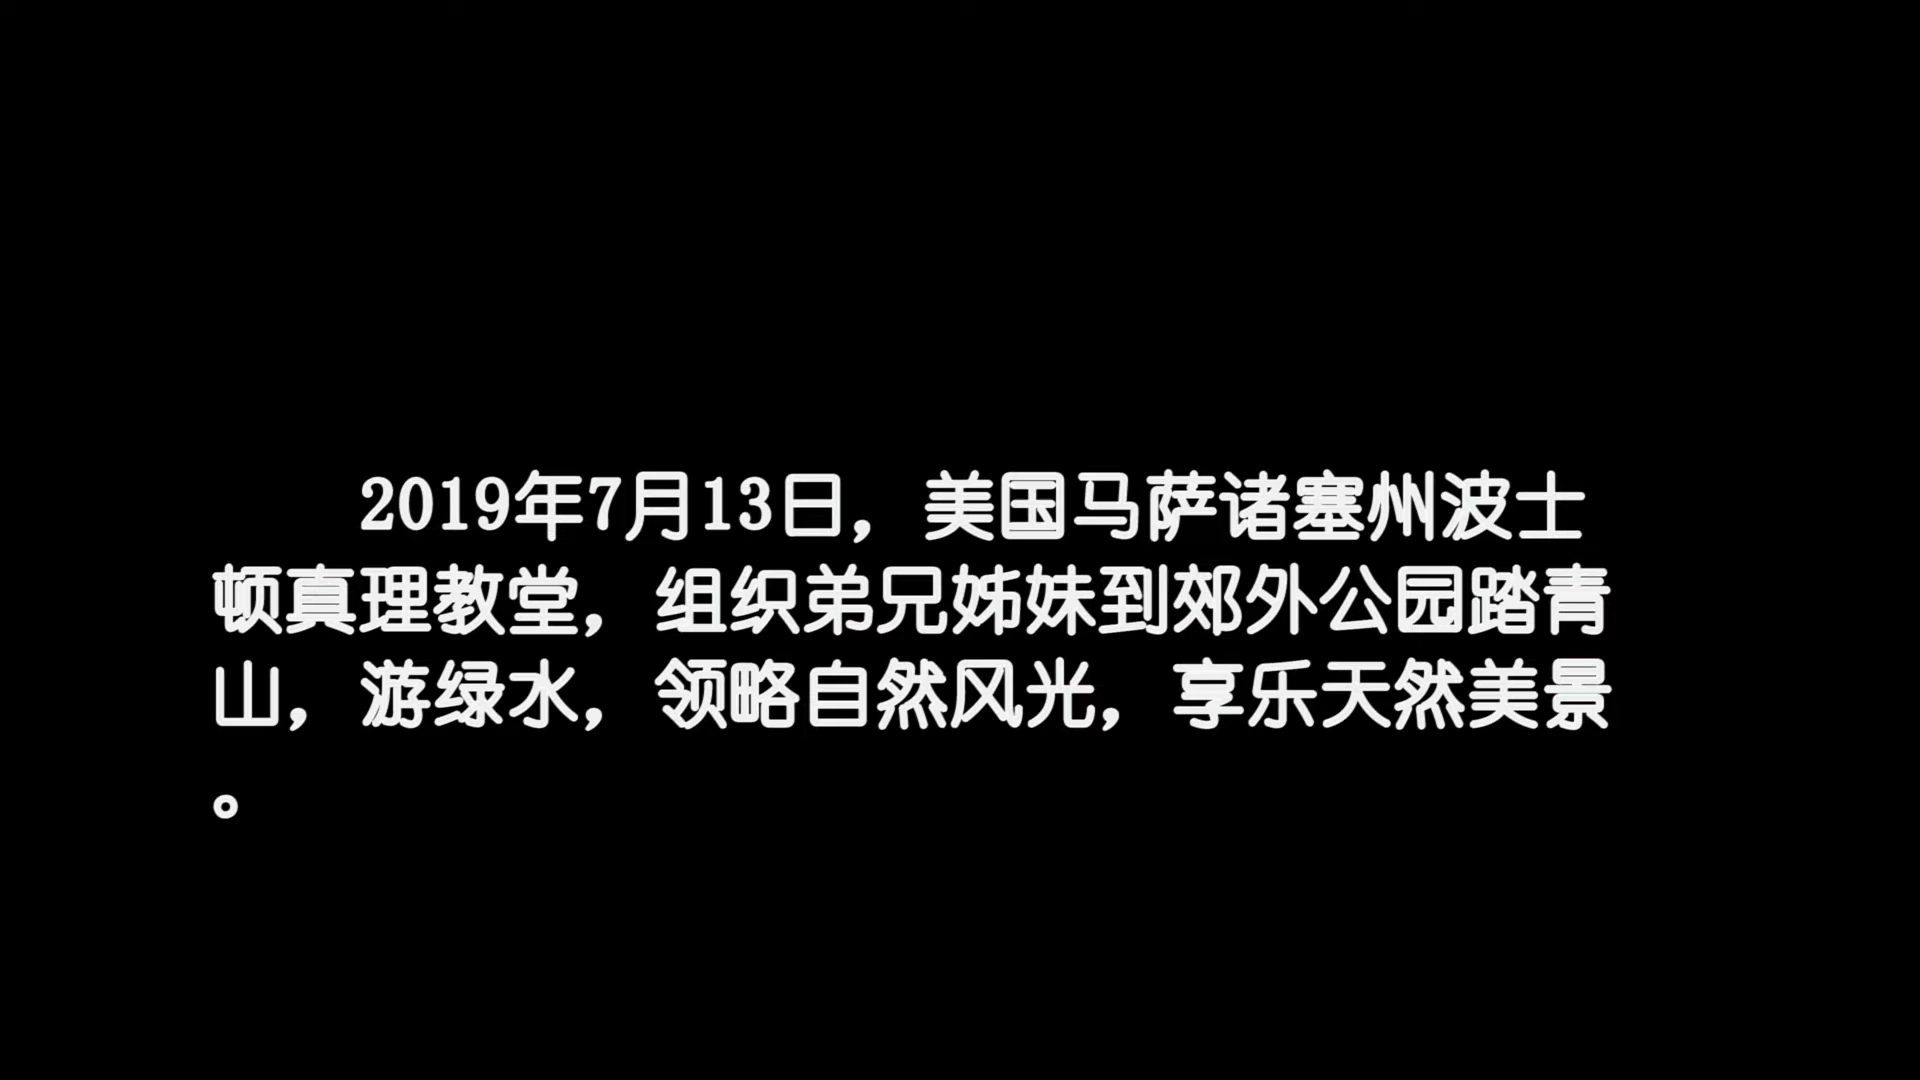 2019年7月13日，美国马萨诸塞州波士
顿真理教堂，组织弟兄姊妹到郊外公园踏青
山，游绿水，领略自然风光，享乐天然美景
。